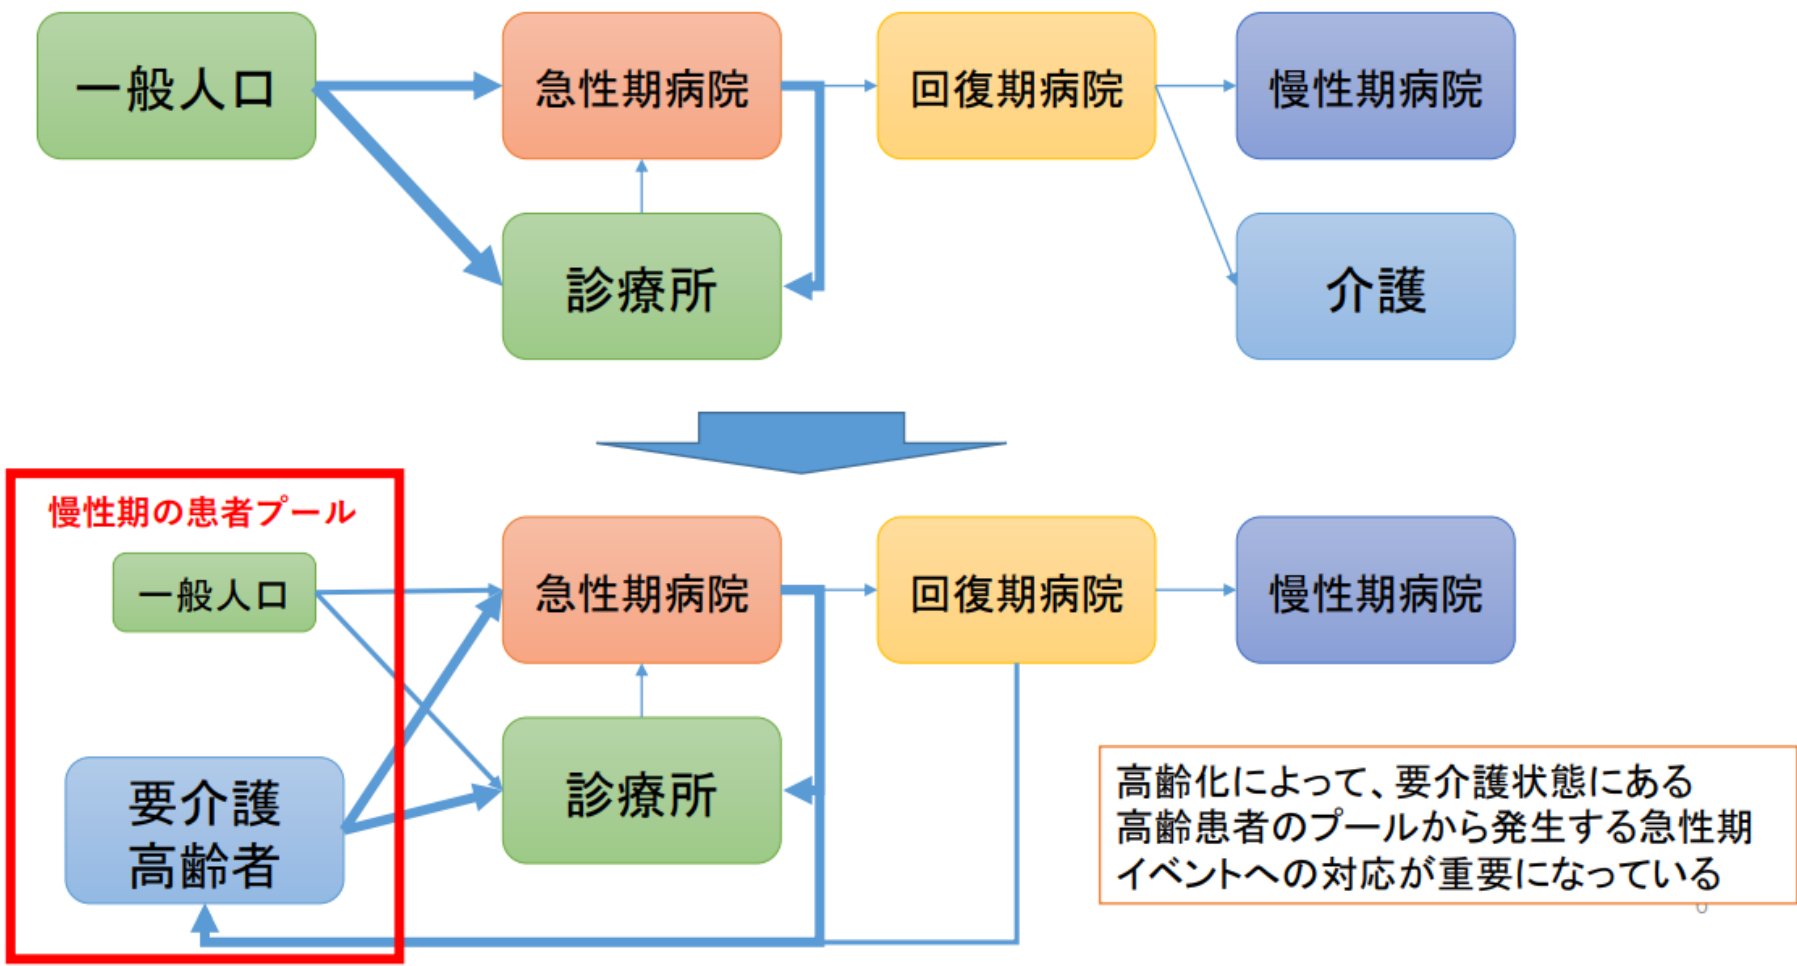 一般人口
急性期病院
回復期病院
慢性期病院
診療所
介護
慢性期の患者プール
一般人口
急性期病院
回復期病院
慢性期病院
要介護
高齢者
診療所
高齢化によって、要介護状態にある
高齢患者のプールから発生する急性期
イベントへの対応が重要になっている